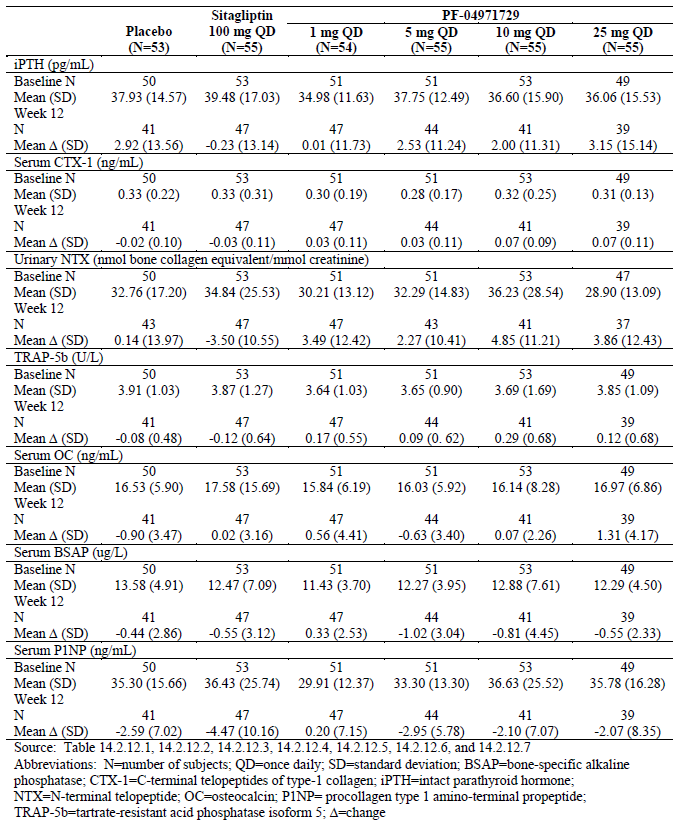 Sitagliptin PF-04971729
Placebo 100 mg QD 1 mg QD 5 mg QD 10 mg QD 25 mg QD
(N=53) (N=55) (N=54) (N=55) (N=55) (N=55)
iPTH (pg/mL)
Baseline N 50 53 51 51 53 49
Mean (SD) 37.93 (14.57) 39.48 (17.03) 34.98 (11.63) 37.75 (12.49) 36.60 (15.90) 36.06 (15.53)
Week 12
N 41 47 47 44 41 39
Mean Δ (SD) 2.92 (13.56) -0.23 (13.14) 0.01 (11.73) 2.53 (11.24) 2.00 (11.31) 3.15 (15.14)
Serum CTX-1 (ng/mL)
Baseline N 50 53 51 51 53 49
Mean (SD) 0.33 (0.22) 0.33 (0.31) 0.30 (0.19) 0.28 (0.17) 0.32 (0.25) 0.31 (0.13)
Week 12
N 41 47 47 44 41 39
Mean Δ (SD) -0.02 (0.10) -0.03 (0.11) 0.03 (0.11) 0.03 (0.11) 0.07 (0.09) 0.07 (0.11)
Urinary NTX (nmol bone collagen equivalent/mmol creatinine)
Baseline N 50 53 51 51 53 47
Mean (SD) 32.76 (17.20) 34.84 (25.53) 30.21 (13.12) 32.29 (14.83) 36.23 (28.54) 28.90 (13.09)
Week 12
N 43 47 47 43 41 37
Mean Δ (SD) 0.14 (13.97) -3.50 (10.55) 3.49 (12.42) 2.27 (10.41) 4.85 (11.21) 3.86 (12.43)
TRAP-5b (U/L)
Baseline N 50 53 51 51 53 49
Mean (SD) 3.91 (1.03) 3.87 (1.27) 3.64 (1.03) 3.65 (0.90) 3.69 (1.69) 3.85 (1.09)
Week 12
N 41 47 47 44 41 39
Mean Δ (SD) -0.08 (0.48) -0.12 (0.64) 0.17 (0.55) 0.09 (0. 62) 0.29 (0.68) 0.12 (0.68)
Serum OC (ng/mL)
Baseline N 50 53 51 51 53 49
Mean (SD) 16.53 (5.90) 17.58 (15.69) 15.84 (6.19) 16.03 (5.92) 16.14 (8.28) 16.97 (6.86)
Week 12
N 41 47 47 44 41 39
Mean Δ (SD) -0.90 (3.47) 0.02 (3.16) 0.56 (4.41) -0.63 (3.40) 0.07 (2.26) 1.31 (4.17)
Serum BSAP (ug/L)
Baseline N 50 53 51 51 53 49
Mean (SD) 13.58 (4.91) 12.47 (7.09) 11.43 (3.70) 12.27 (3.95) 12.88 (7.61) 12.29 (4.50)
Week 12
N 41 47 47 44 41 39
Mean Δ (SD) -0.44 (2.86) -0.55 (3.12) 0.33 (2.53) -1.02 (3.04) -0.81 (4.45) -0.55 (2.33)
Serum P1NP (ng/mL)
Baseline N 50 53 51 51 53 49
Mean (SD) 35.30 (15.66) 36.43 (25.74) 29.91 (12.37) 33.30 (13.30) 36.63 (25.52) 35.78 (16.28)
Week 12
N 41 47 47 44 41 39
Mean Δ (SD) -2.59 (7.02) -4.47 (10.16) 0.20 (7.15) -2.95 (5.78) -2.10 (7.07) -2.07 (8.35)
Source: Table 14.2.12.1, 14.2.12.2, 14.2.12.3, 14.2.12.4, 14.2.12.5, 14.2.12.6, and 14.2.12.7
Abbreviations: N=number of subjects; QD=once daily; SD=standard deviation; BSAP=bone-specific alkaline
phosphatase; CTX-1=C-terminal telopeptides of type-1 collagen; iPTH=intact parathyroid hormone;
NTX=N-terminal telopeptide; OC=osteocalcin; P1NP= procollagen type 1 amino-terminal propeptide;
TRAP-5b=tartrate-resistant acid phosphatase isoform 5; Δ=change